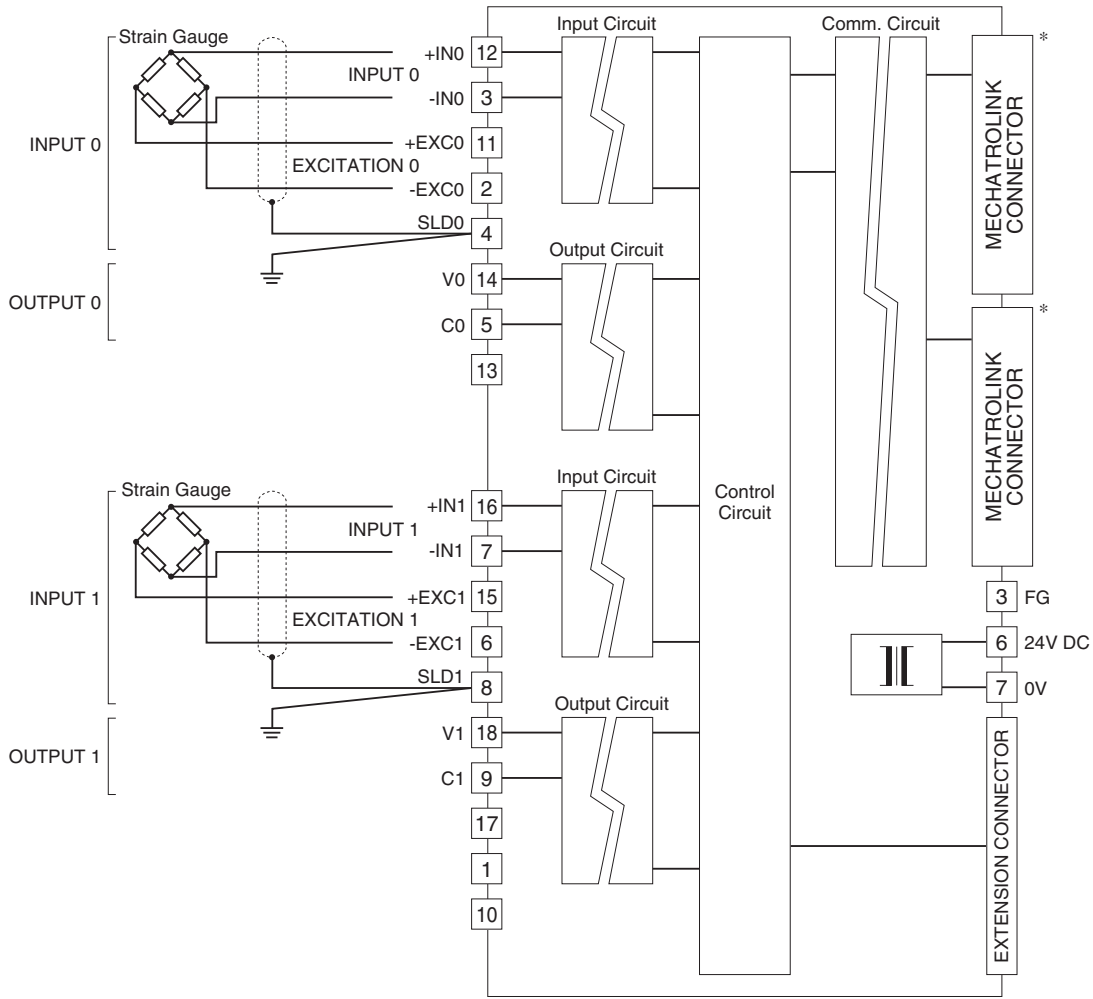 Strain Gauge
INPUT 0
INPUT 0
EXCITATION 0
+IN0 12
-IN0 3
+EXC0 11
-EXC0 2
SLD0 4
OUTPUT 0
V0 14
C0 5
13
Input Circuit
Output Circuit
Strain Gauge
INPUT 1
INPUT 1
EXCITATION 1
+IN1 16
-IN1 7
+EXC1 15
-EXC1 6
SLD1 8
OUTPUT 1
V1 18
C1 9
17
1
10
Input Circuit
Output Circuit
Control
Circuit
Comm. Circuit
MECHATROLINK
CONNECTOR
*
MECHATROLINK
CONNECTOR
*
3 FG
6 24V DC
7 0V
EXTENSION CONNECTOR